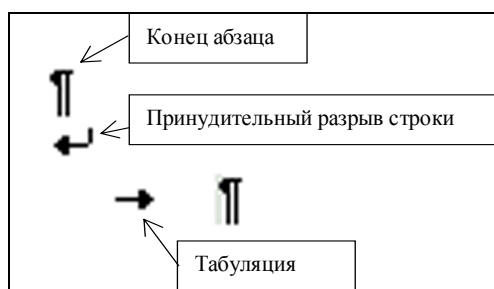 Конец абзаца
¶
Принудительный разрыв строки
↵
→ ¶
Табуляция